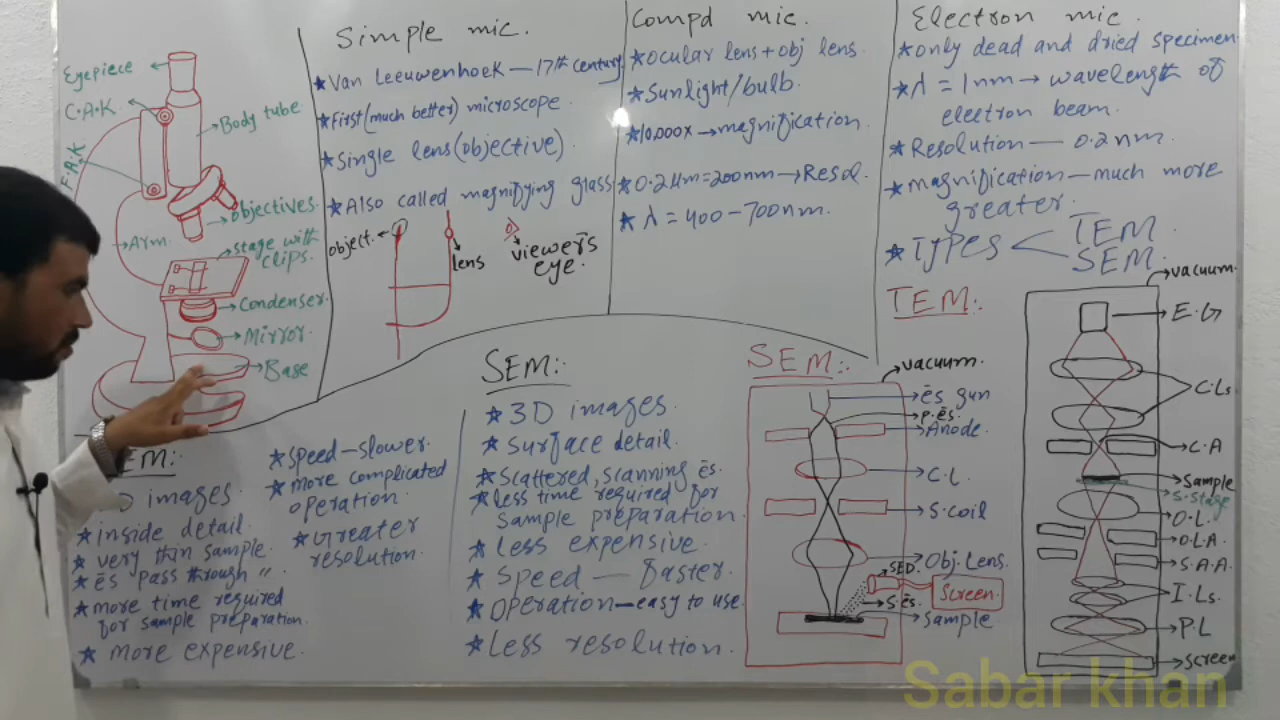 Eyepiece
C.A.K
F.A.K
Body tube
Objectives.
Arm.
stage with
clips.
Condenser.
Mirror.
Base
Simple mic.
★Van Leeuwenhoek—17th century
★First(much better) microscope
★Single lens(objective)
★Also called magnifying glass
object.
lens
viewer's
eye.
Compd mic.
★Ocular lens+obj lens.
★Sunlight/bulb.
★10,000x→magnification
★0.2μm=200nm→Resol.
★λ=400-700nm.
Electron mic.
★only dead and dried specimen
★λ=1nm→wavelength of
electron beam.
★Resolution—0.2nm.
★magnification—much more
greater.
★TYPES
TEM
SEM
TEM:
vacuum.
E.G
C.Ls
C.A
Sample
S.stage
O.L.
O.L.A.
S.A.A.
I.Ls.
P.L
Screen
EM:
D images
★inside detail.
★very thin sample.
★ēs pass through "
★more time required
for sample preparation.
★more expensive.
★Speed—slower.
★more complicated
operation.
★Greater
resolution.
SEM:
★3D images
★surface detail.
★Scattered, scanning ēs.
★less time required for
sample preparation.
★Less expensive.
★Speed—Faster.
★Operation—easy to use.
★Less resolution.
SEM:
vacuum.
ēs gun
P.ēs.
Anode.
C.L
S.coil
Obj.Lens.
SED.
Screen.
S.ēs.
Sample
Sabar khan